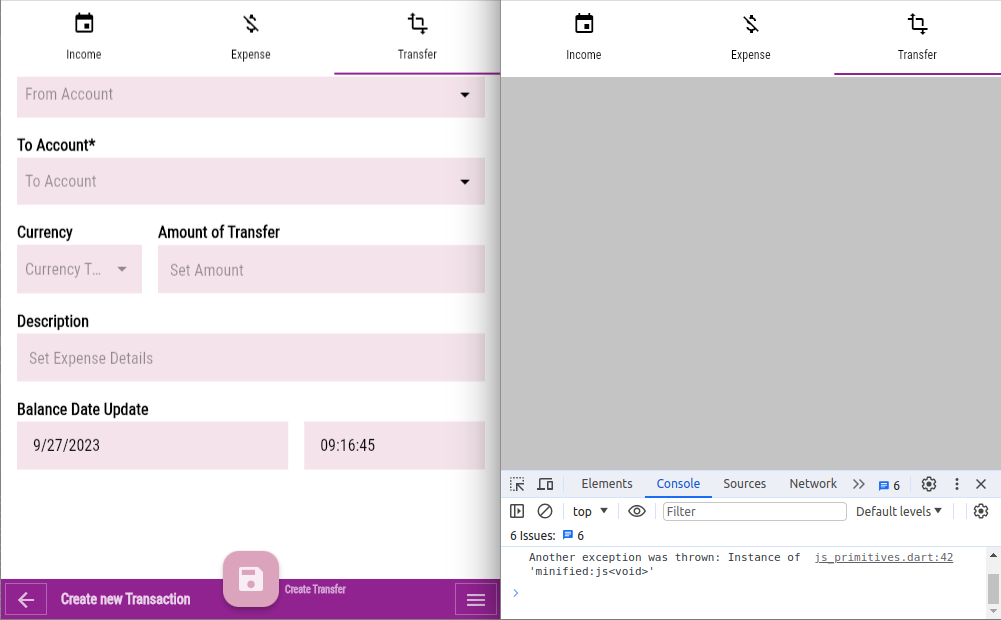 Income
Expense
Transfer
From Account
To Account*
To Account
Currency
Amount of Transfer
Currency T...
Set Amount
Description
Set Expense Details
Balance Date Update
9/27/2023
09:16:45
Create new Transaction
Create Transfer
Income
Expense
Transfer
Elements
Console
Sources
Network
6
top
Filter
Default levels
6 Issues:
6
Another exception was thrown: Instance of
js_primitives.dart:42
'minified:js<void>'